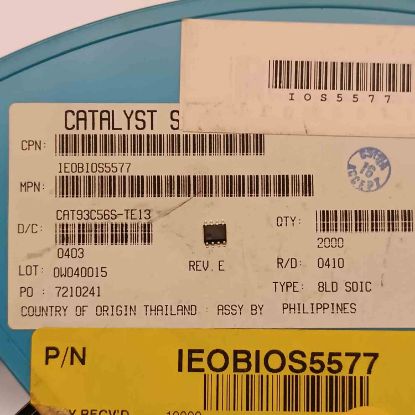 IOS5577
CATALYST S
CPN:
IEOBIOS5577
MPN:
CAT93C56S-TE13
D/C:
0403
QTY:
2000
LOT: 0W040015
REV. E
R/D: 0410
PO : 7210241
TYPE: 8LD SOIC
COUNTRY OF ORIGIN THAILAND : ASSY BY PHILIPPINES
P/N IEOBIOS5577
RECV'D